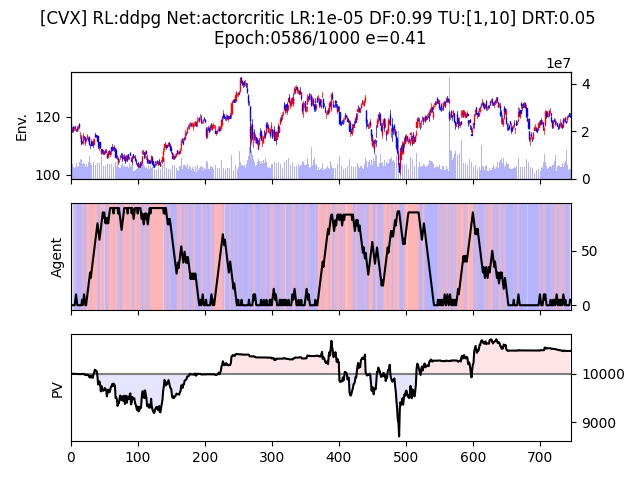 [CVX] RL:ddpg Net:actorcritic LR:1e-05 DF:0.99 TU:[1,10] DRT:0.05
Epoch:0586/1000 e=0.41
1e7
Env.
120
100
4
2
0
Agent
50
0
PV
10000
9000
0 100 200 300 400 500 600 700